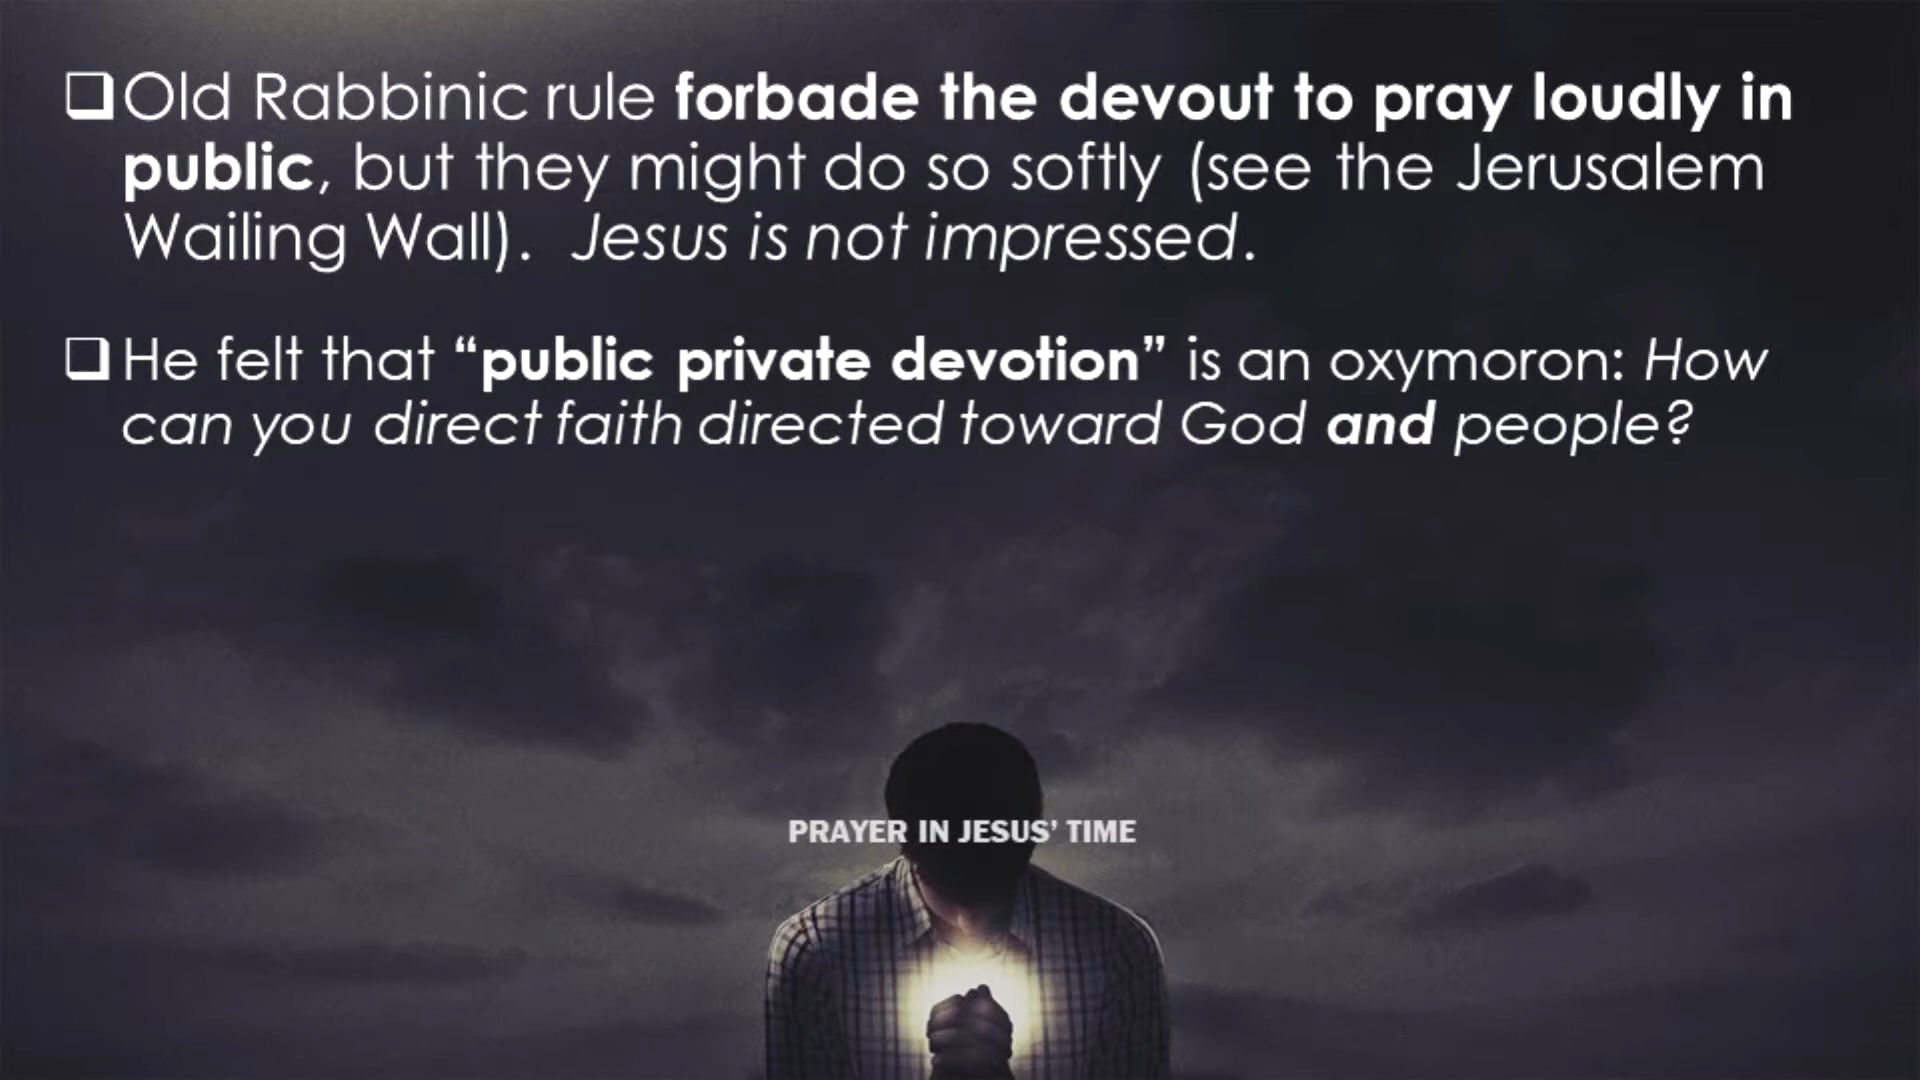 ❑Old Rabbinic rule forbade the devout to pray loudly in
public, but they might do so softly (see the Jerusalem
Wailing Wall).  Jesus is not impressed.
❑He felt that “public private devotion” is an oxymoron: How
can you direct faith directed toward God and people?
PRAYER IN JESUS’ TIME